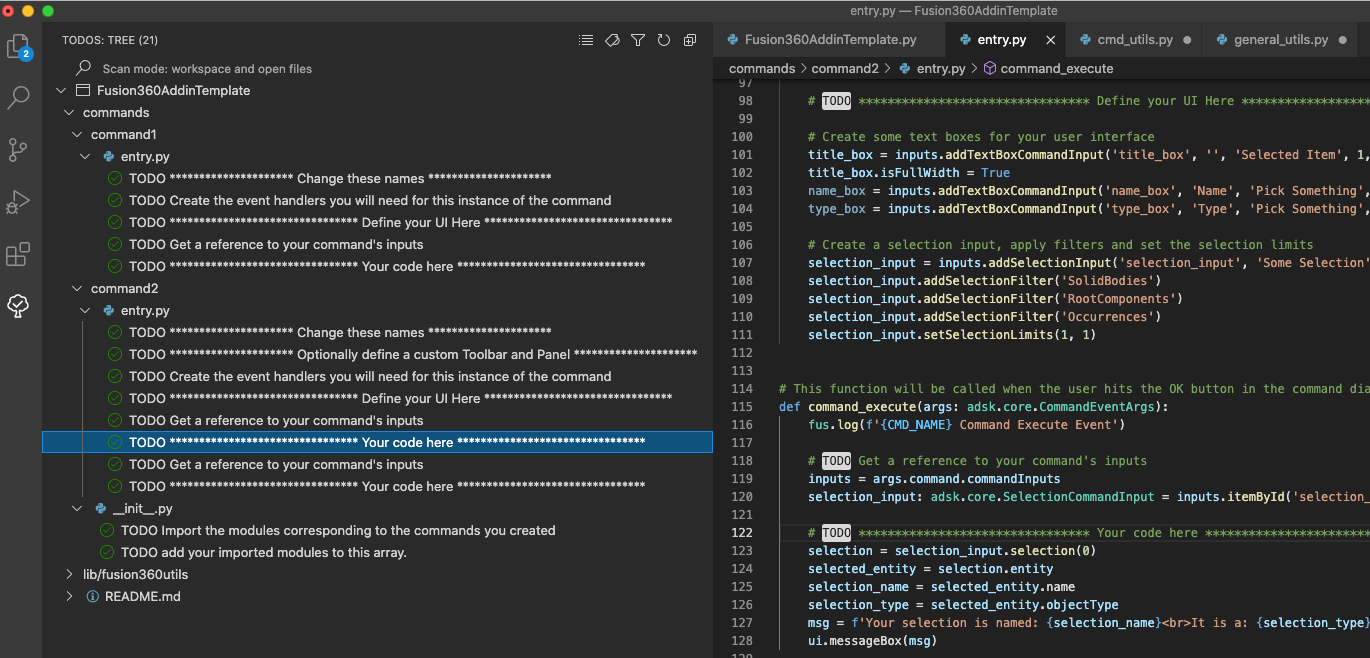 entry.py — Fusion360AddinTemplate
2
TODOS: TREE (21)
Scan mode: workspace and open files
Fusion360AddinTemplate
commands
command1
entry.py
TODO ********************* Change these names *********************
TODO Create the event handlers you will need for this instance of the command
TODO ******************************** Define your UI Here ********************************
TODO Get a reference to your command's inputs
TODO ******************************** Your code here ********************************
command2
entry.py
TODO ********************* Change these names *********************
TODO ********************* Optionally define a custom Toolbar and Panel *********************
TODO Create the event handlers you will need for this instance of the command
TODO ******************************** Define your UI Here ********************************
TODO Get a reference to your command's inputs
TODO ******************************** Your code here ********************************
TODO Get a reference to your command's inputs
TODO ******************************** Your code here ********************************
__init__.py
TODO Import the modules corresponding to the commands you created
TODO add your imported modules to this array.
lib/fusion360utils
README.md
Fusion360AddinTemplate.py
entry.py
cmd_utils.py
general_utils.py
commands > command2 > entry.py > command_execute
97
98 # TODO ******************************** Define your UI Here ******************
99
100 # Create some text boxes for your user interface
101 title_box = inputs.addTextBoxCommandInput('title_box', '', 'Selected Item', 1,
102 title_box.isFullWidth = True
103 name_box = inputs.addTextBoxCommandInput('name_box', 'Name', 'Pick Something',
104 type_box = inputs.addTextBoxCommandInput('type_box', 'Type', 'Pick Something',
105
106 # Create a selection input, apply filters and set the selection limits
107 selection_input = inputs.addSelectionInput('selection_input', 'Some Selection'
108 selection_input.addSelectionFilter('SolidBodies')
109 selection_input.addSelectionFilter('RootComponents')
110 selection_input.addSelectionFilter('Occurrences')
111 selection_input.setSelectionLimits(1, 1)
112
113
114 # This function will be called when the user hits the OK button in the command dia
115 def command_execute(args: adsk.core.CommandEventArgs):
116 fus.log(f'{CMD_NAME} Command Execute Event')
117
118 # TODO Get a reference to your command's inputs
119 inputs = args.command.commandInputs
120 selection_input: adsk.core.SelectionCommandInput = inputs.itemById('selection_
121
122 # TODO ******************************** Your code here ***********************
123 selection = selection_input.selection(0)
124 selected_entity = selection.entity
125 selection_name = selected_entity.name
126 selection_type = selected_entity.objectType
127 msg = f'Your selection is named: {selection_name}<br>It is a: {selection_type}
128 ui.messageBox(msg)